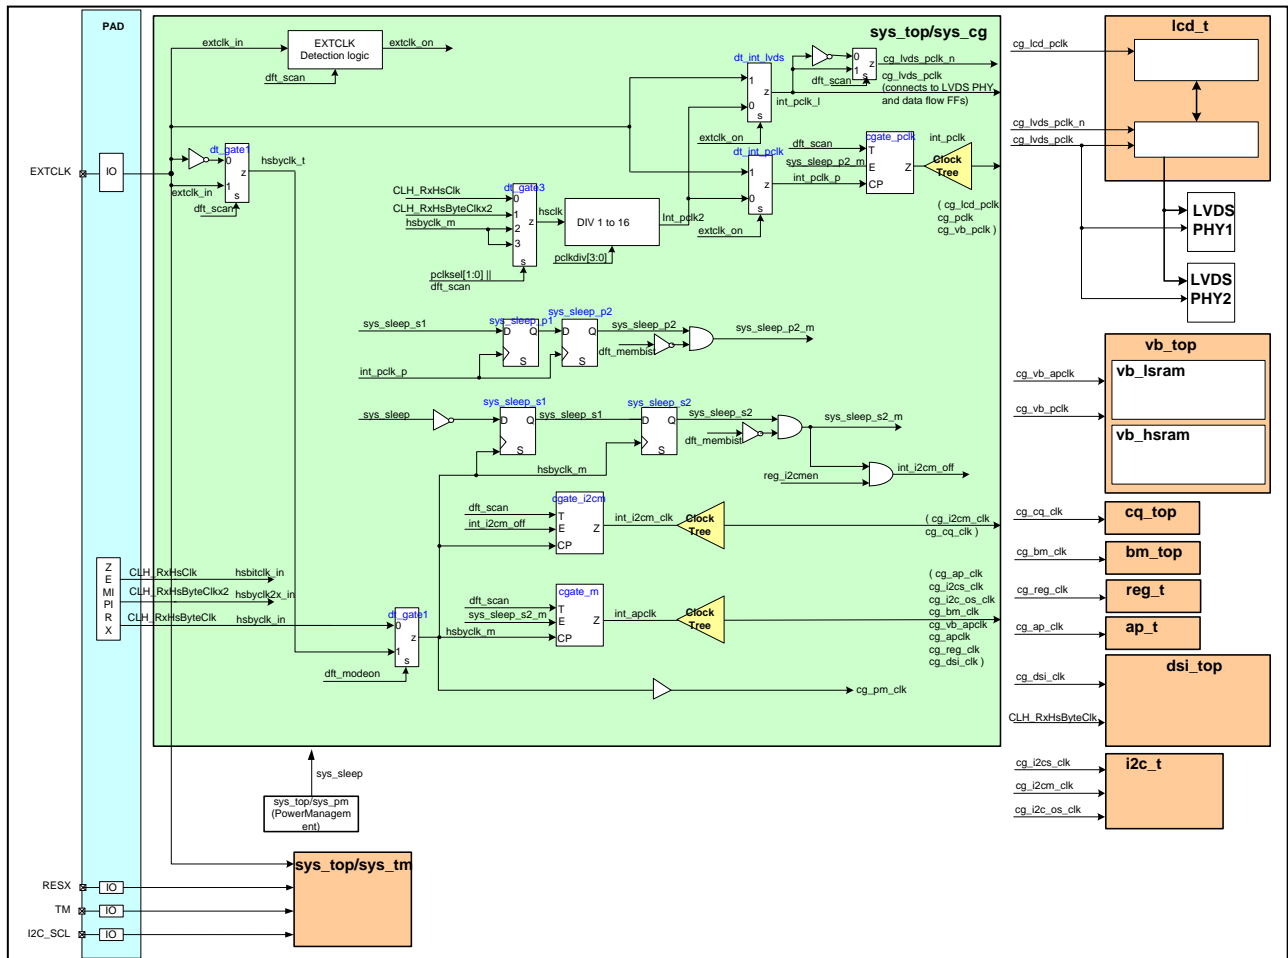 PAD
sys_top/sys_cg
lcd_t
extclk_in
EXTCLK
Detection logic
extclk_on
dft_scan
dt_int_lvds
1
0
z
s
int_pclk_l
extclk_on
0
1
z
s
dft_scan
cg_lvds_pclk_n
cg_lvds_pclk
(connects to LVDS PHY
and data flow FFs)
cg_lcd_pclk
cg_lvds_pclk_n
cg_lvds_pclk
LVDS
PHY1
LVDS
PHY2
EXTCLK
IO
dt_gate1
0
1
z
s
hsbyclk_t
extclk_in
dft_scan
dt_gate3
CLH_RxHsClk
CLH_RxHsByteClkx2
hsbyclk_m
0
1
2
3
z
s
hsclk
pclksel[1:0] ||
dft_scan
DIV 1 to 16
pclkdiv[3:0]
Int_pclk2
dt_int_pclk
1
0
z
s
int_pclk_p
extclk_on
dft_scan
sys_sleep_p2_m
cgate_pclk
T
E
CP
Z
int_pclk
Clock
Tree
( cg_lcd_pclk
cg_pclk
cg_vb_pclk )
sys_sleep_s1
sys_sleep_p1
D
Q
S
sys_sleep_p2
D
Q
S
sys_sleep_p2
dft_membist
sys_sleep_p2_m
int_pclk_p
sys_sleep
sys_sleep_s1
D
Q
S
sys_sleep_s1
sys_sleep_s2
D
Q
S
sys_sleep_s2
dft_membist
sys_sleep_s2_m
hsbyclk_m
reg_i2cmen
int_i2cm_off
vb_top
vb_lsram
vb_hsram
cg_vb_apclk
cg_vb_pclk
cgate_i2cm
dft_scan
int_i2cm_off
T
E
CP
Z
int_i2cm_clk
Clock
Tree
( cg_i2cm_clk
cg_cq_clk )
cg_cq_clk
cq_top
cg_bm_clk
bm_top
cg_reg_clk
reg_t
cg_ap_clk
ap_t
Z
E
MI
PI
R
X
CLH_RxHsClk
hsbitclk_in
CLH_RxHsByteClkx2
hsbyclk2x_in
CLH_RxHsByteClk
hsbyclk_in
dt_gate1
0
1
z
s
dft_modeon
hsbyclk_m
cgate_m
dft_scan
sys_sleep_s2_m
T
E
CP
Z
int_apclk
Clock
Tree
( cg_ap_clk
cg_i2cs_clk
cg_i2c_os_clk
cg_bm_clk
cg_vb_apclk
cg_apclk
cg_reg_clk
cg_dsi_clk )
cg_pm_clk
dsi_top
cg_dsi_clk
CLH_RxHsByteClk
i2c_t
cg_i2cs_clk
cg_i2cm_clk
cg_i2c_os_clk
sys_sleep
sys_top/sys_pm
(PowerManagem
ent)
sys_top/sys_tm
RESX
IO
TM
IO
I2C_SCL
IO